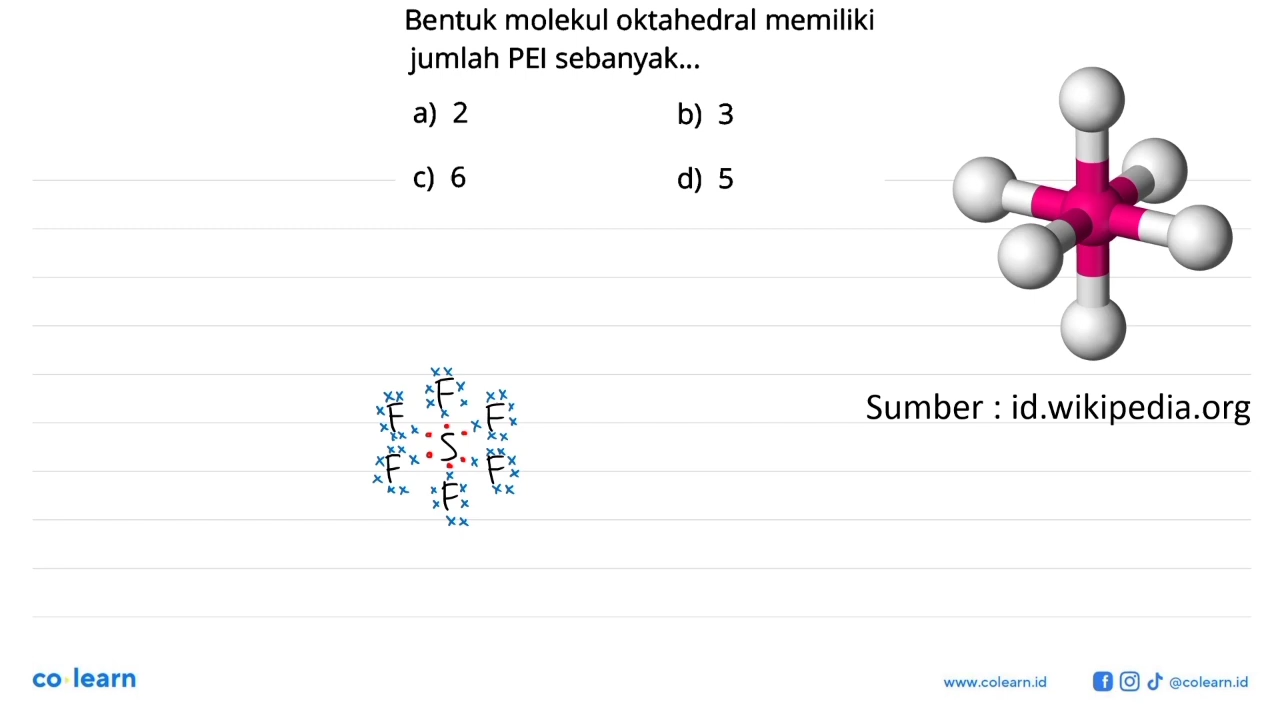 Bentuk molekul oktahedral memiliki
jumlah PEI sebanyak...
a) 2 b) 3
c) 6 d) 5
Sumber : id.wikipedia.org
F
F F
S
F F
F
co learn www.colearn.id @colearn.id